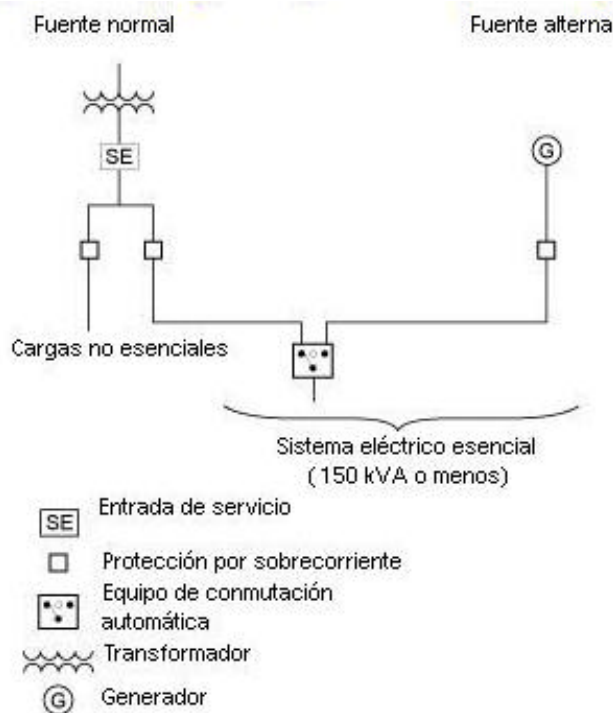 Fuente normal
Fuente alterna
SE
G
Cargas no esenciales
Sistema eléctrico esencial
(150 kVA o menos)
SE Entrada de servicio
Protección por sobrecorriente
Equipo de conmutación
automática
Transformador
G Generador